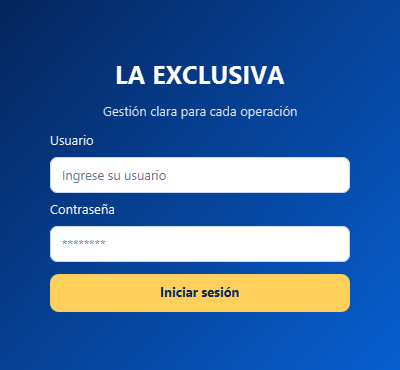 LA EXCLUSIVA
Gestión clara para cada operación
Usuario
Ingrese su usuario
Contraseña
********
Iniciar sesión